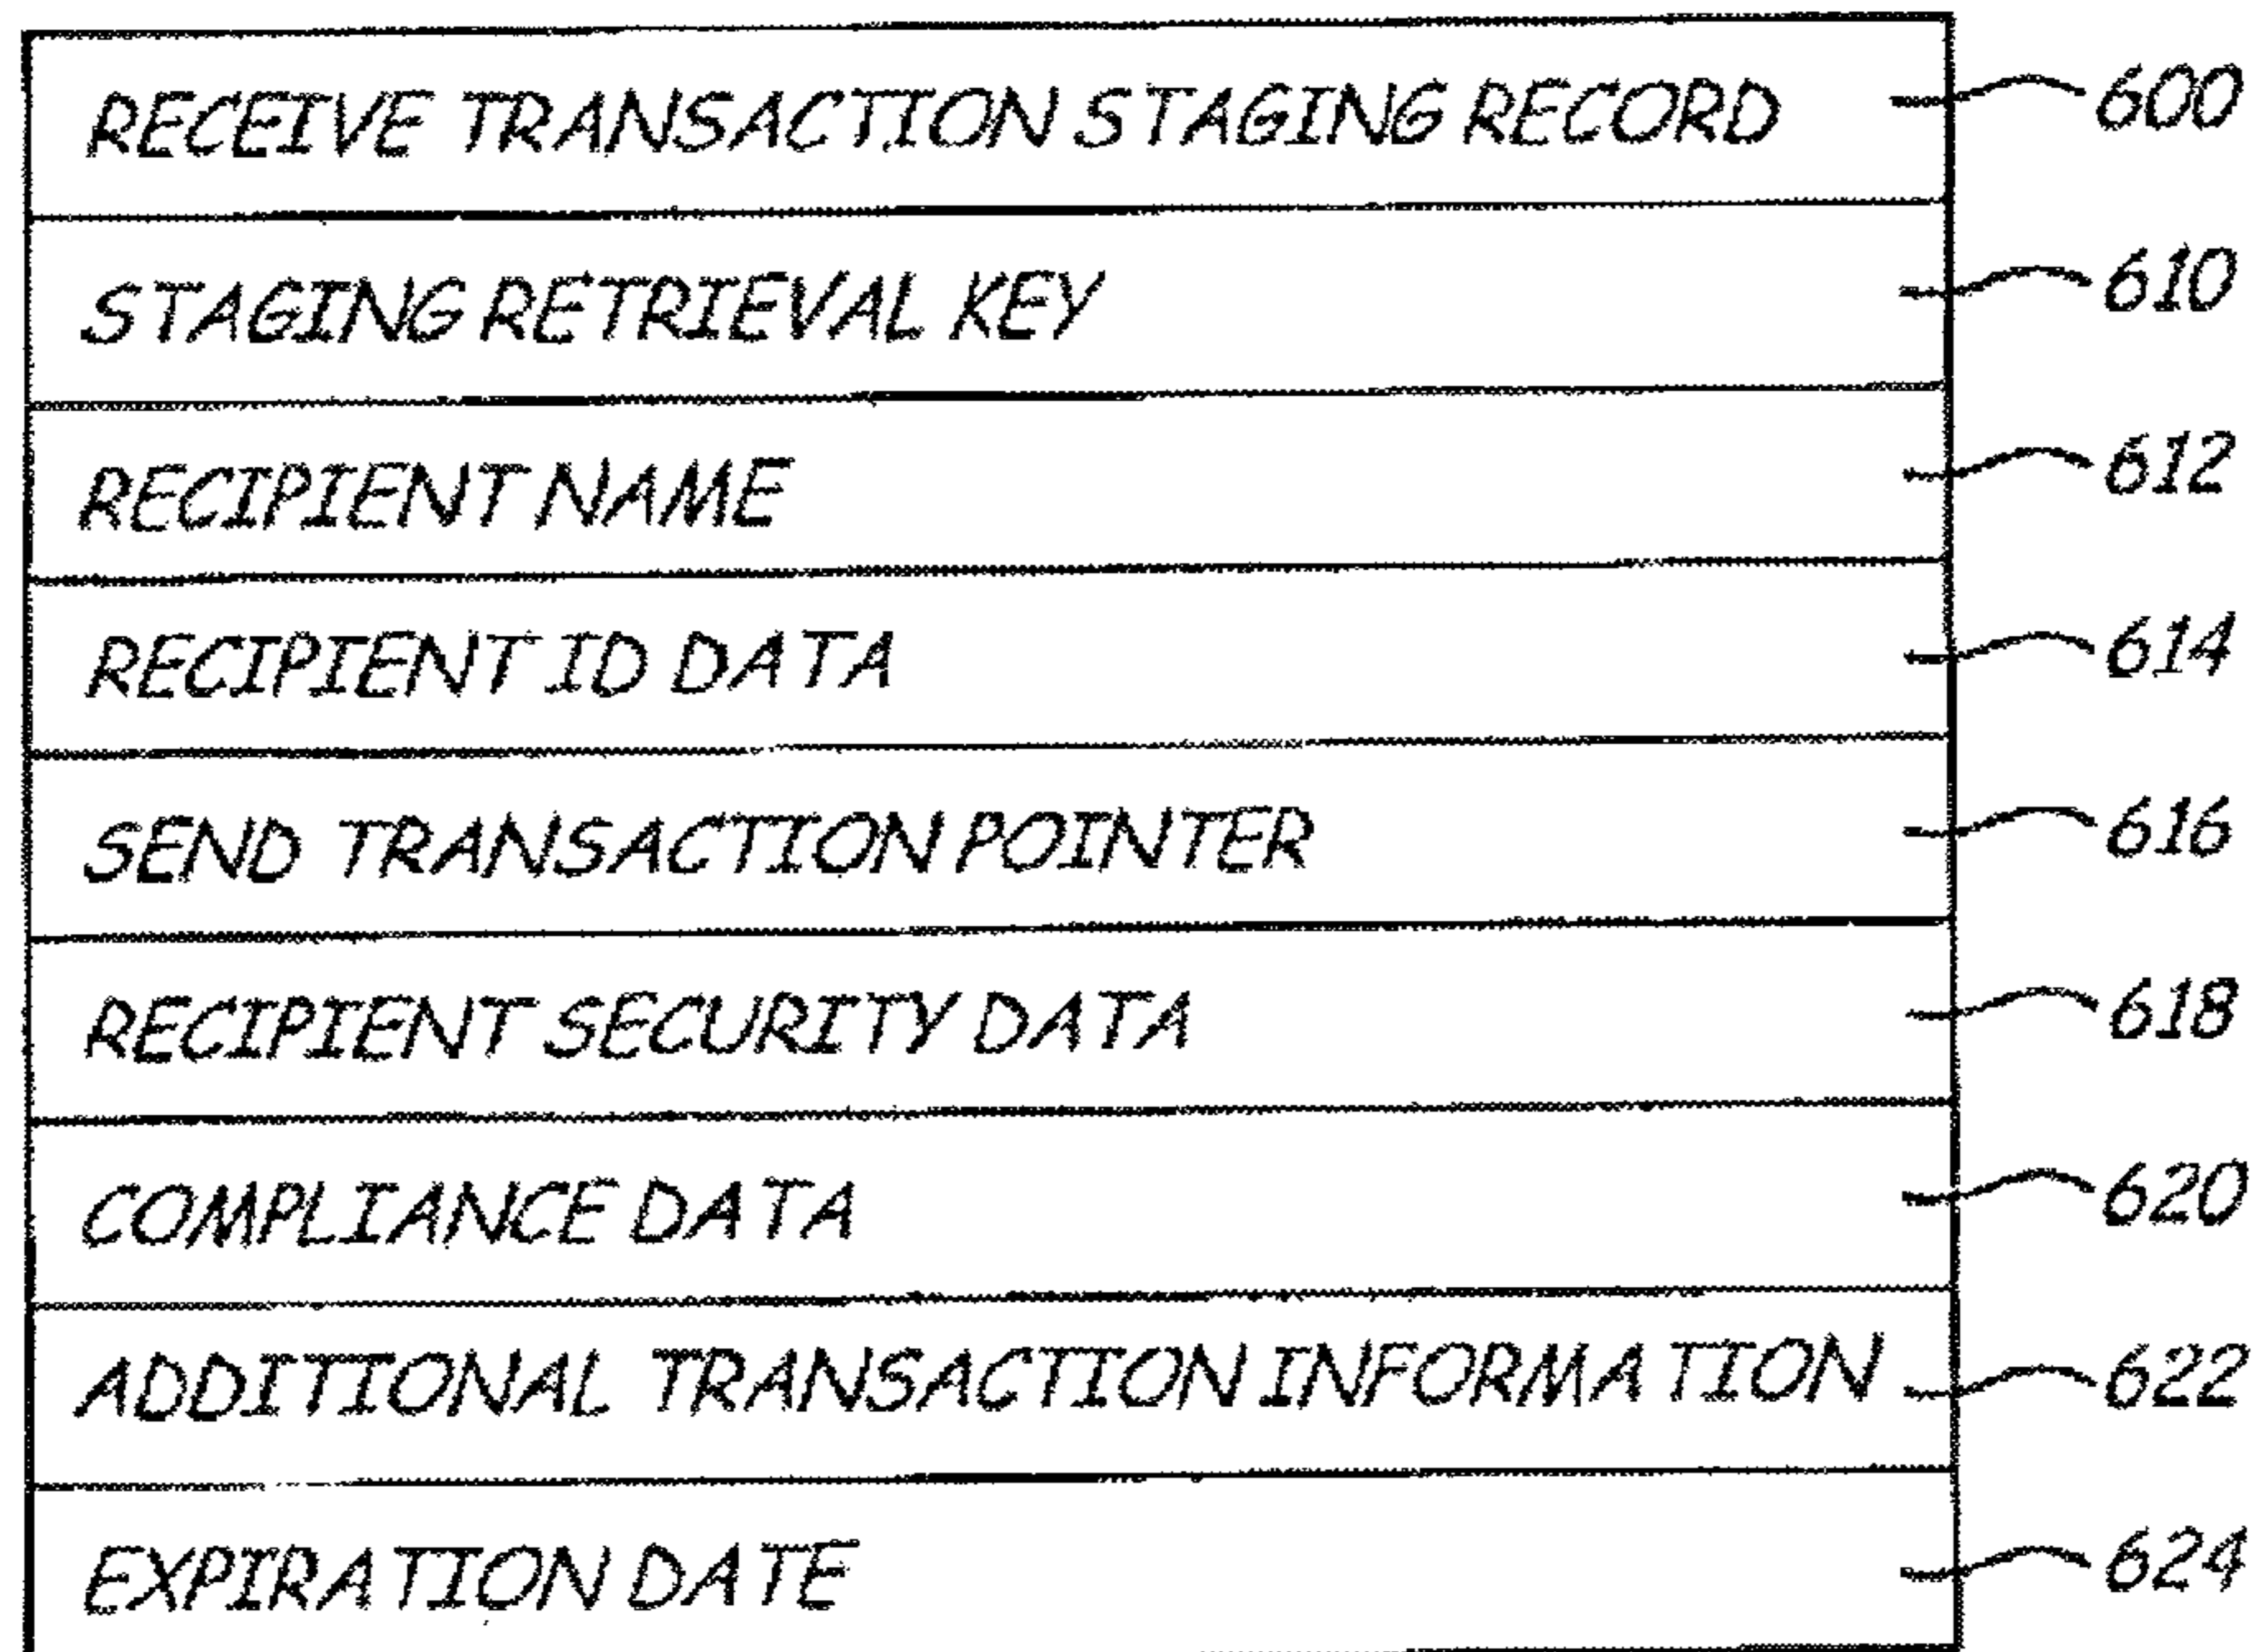 RECEIVE TRANSACTION STAGING RECORD 600
STAGING RETRIEVAL KEY 610
RECIPIENT NAME 612
RECIPIENT ID DATA 614
SEND TRANSACTION POINTER 616
RECIPIENT SECURITY DATA 618
COMPLIANCE DATA 620
ADDITIONAL TRANSACTION INFORMATION 622
EXPIRATION DATE 624